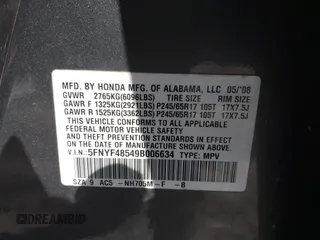 MFD. BY HONDA MFG. OF ALABAMA, LLC 05/'08
GVWR 2765KG(6096LBS) TIRE SIZE RIM SIZE
GAWR F 1325KG(2921LBS) P245/65R17 105T 17X7.5J
GAWR R 1525KG(3362LBS) P245/65R17 105T 17X7.5J
THIS VEHICLE CONFORMS TO ALL APPLICABLE
FEDERAL MOTOR VEHICLE SAFETY AND
THEFT PREVENTION STANDARDS IN EFFECT ON
THE DATE OF MANUFACTURE SHOWN ABOVE.
V.I.N. 5FNYF48549B006634 TYPE: MPV
SZA 9 AC5 -NH705M-F -B